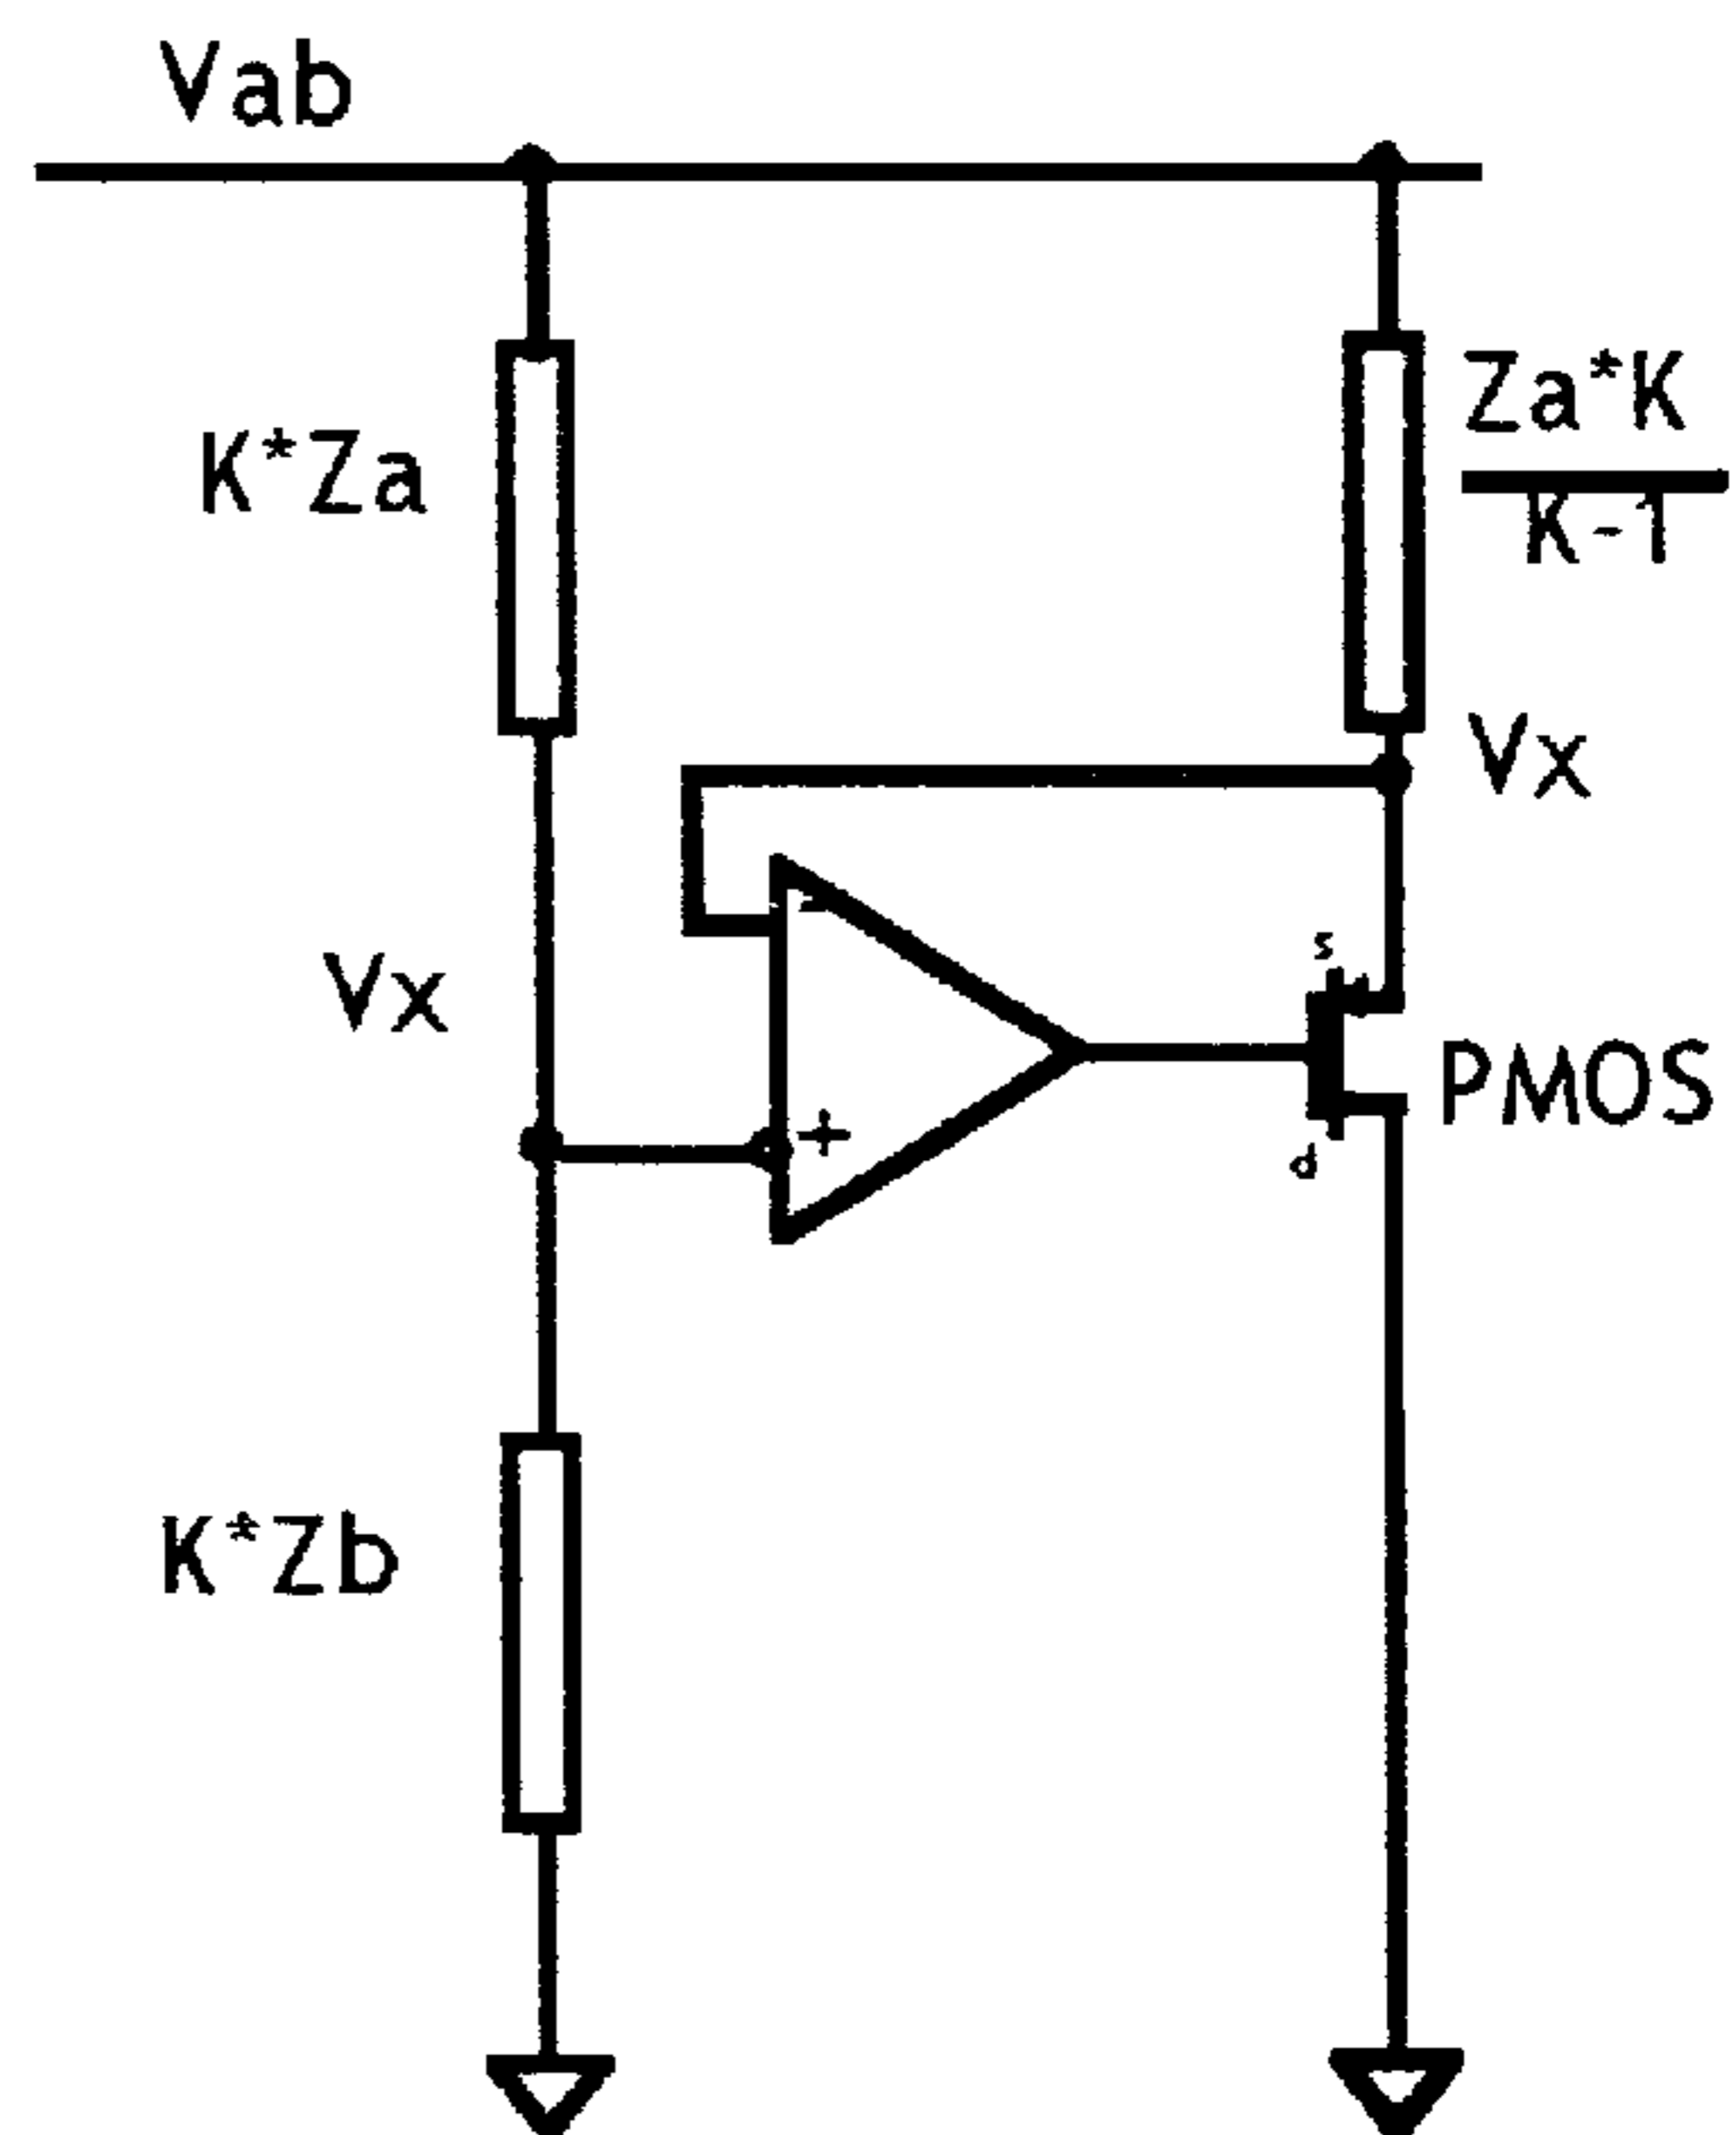 Vab
K*Za
Za*K
K-1
Vx
-
s
Vx
PMOS
+
d
K*Zb